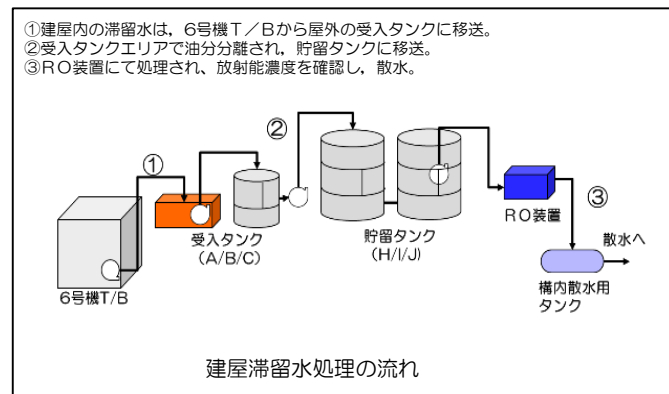 ①建屋内の滞留水は，6号機Ｔ／Ｂから屋外の受入タンクに移送。
②受入タンクエリアで油分分離され，貯留タンクに移送。
③ＲＯ装置にて処理され、放射能濃度を確認し，散水。
②
①
③
ＲＯ装置
受入タンク
(A/B/C)
貯留タンク
(H/I/J)
散水へ
6号機T/B
構内散水用
タンク
建屋滞留水処理の流れ